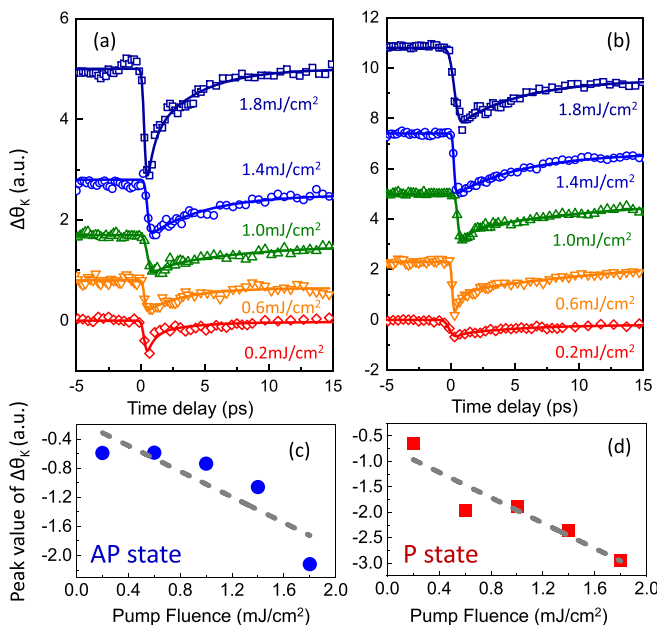 (a)
(b)
6
4
2
0
12
10
8
6
4
2
0
-2
Δθ_K (a.u.)
1.8mJ/cm²
1.4mJ/cm²
1.0mJ/cm²
0.6mJ/cm²
0.2mJ/cm²
1.8mJ/cm²
1.4mJ/cm²
1.0mJ/cm²
0.6mJ/cm²
0.2mJ/cm²
-5 0 5 10 15
-5 0 5 10 15
Time delay (ps)
Time delay (ps)
(c)
(d)
-0.4
-0.8
-1.2
-1.6
-2.0
-0.5
-1.0
-1.5
-2.0
-2.5
-3.0
Peak value of Δθ_K (a.u.)
AP state
P state
0.0 0.4 0.8 1.2 1.6 2.0
0.0 0.4 0.8 1.2 1.6 2.0
Pump Fluence (mJ/cm²)
Pump Fluence (mJ/cm²)